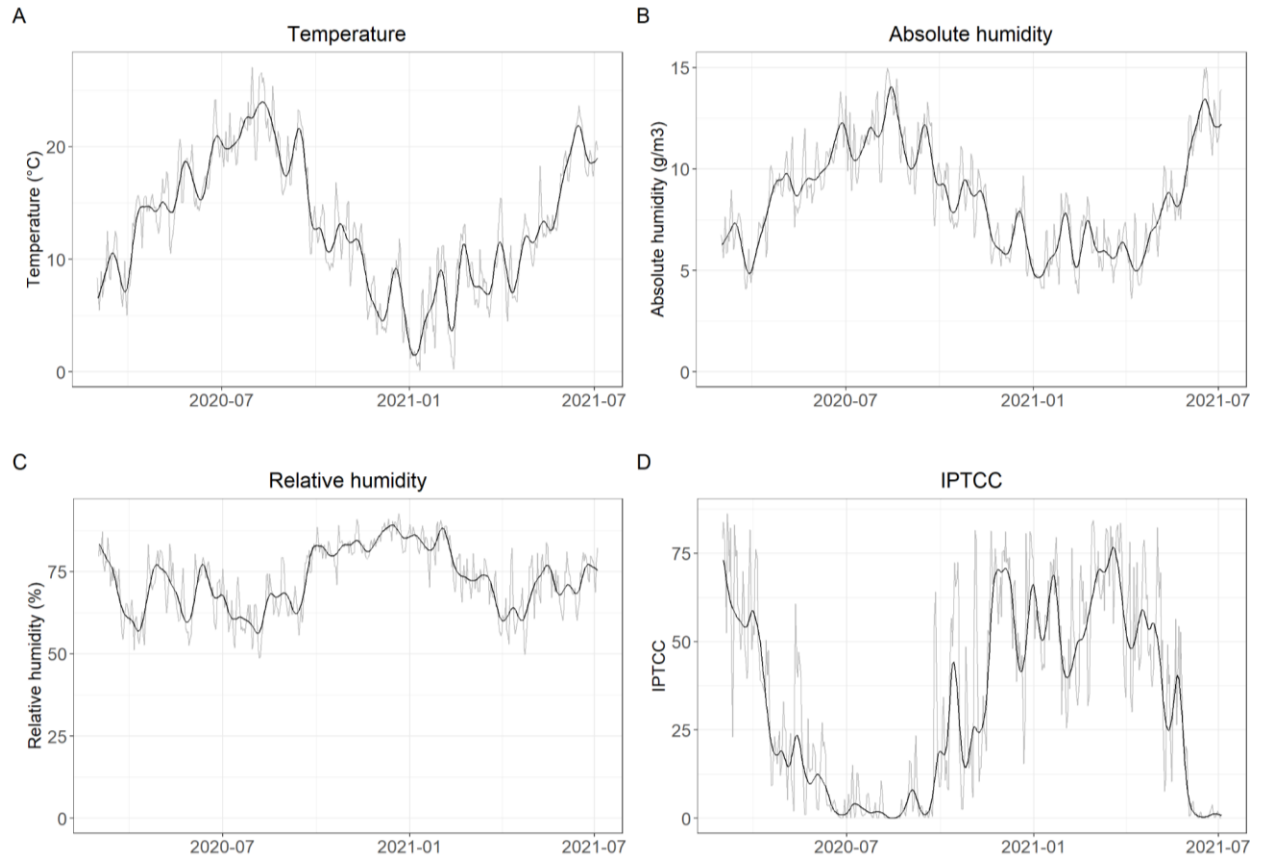 A
Temperature
Temperature (°C)
20
10
0
2020-07 2021-01 2021-07
B
Absolute humidity
Absolute humidity (g/m3)
15
10
5
0
2020-07 2021-01 2021-07
C
Relative humidity
Relative humidity (%)
75
50
25
0
2020-07 2021-01 2021-07
D
IPTCC
IPTCC
75
50
25
0
2020-07 2021-01 2021-07